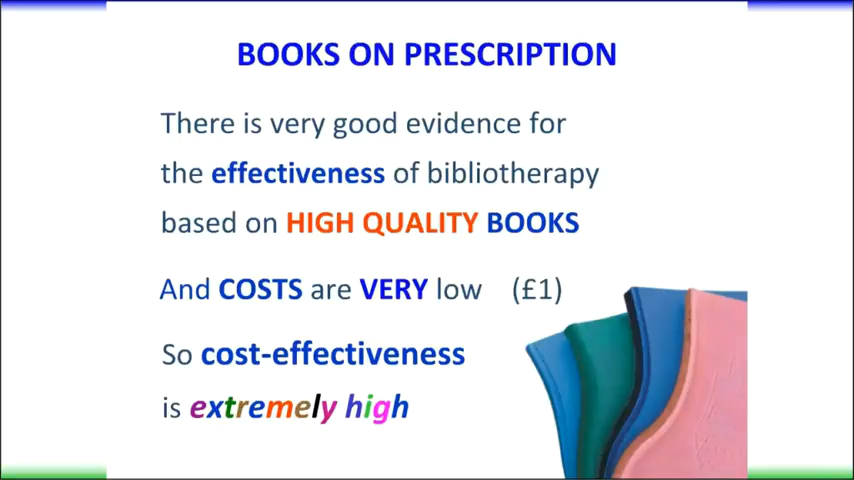 BOOKS ON PRESCRIPTION
There is very good evidence for
the effectiveness of bibliotherapy
based on HIGH QUALITY BOOKS
And COSTS are VERY low (£1)
So cost-effectiveness
is extremely high